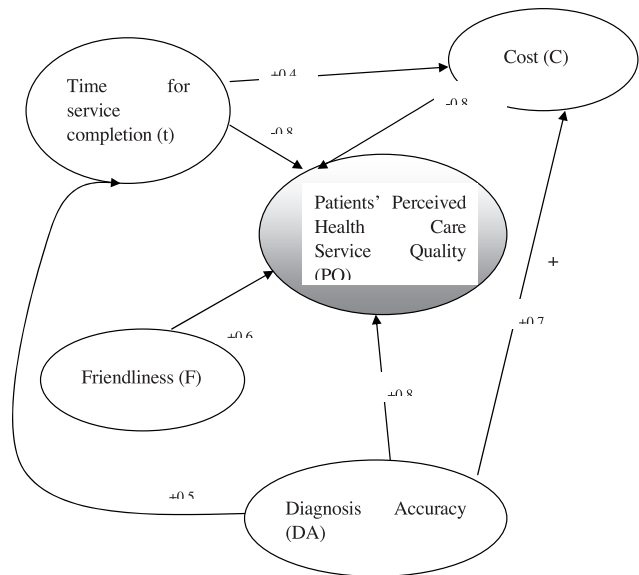 Cost (C)
Time for
service
completion (t)
+0.4
-0.8
-0.8
Patients’ Perceived
Health Care
Service Quality
(PQ)
+
+0.7
+0.6
Friendliness (F)
+0.8
+0.5
Diagnosis Accuracy
(DA)